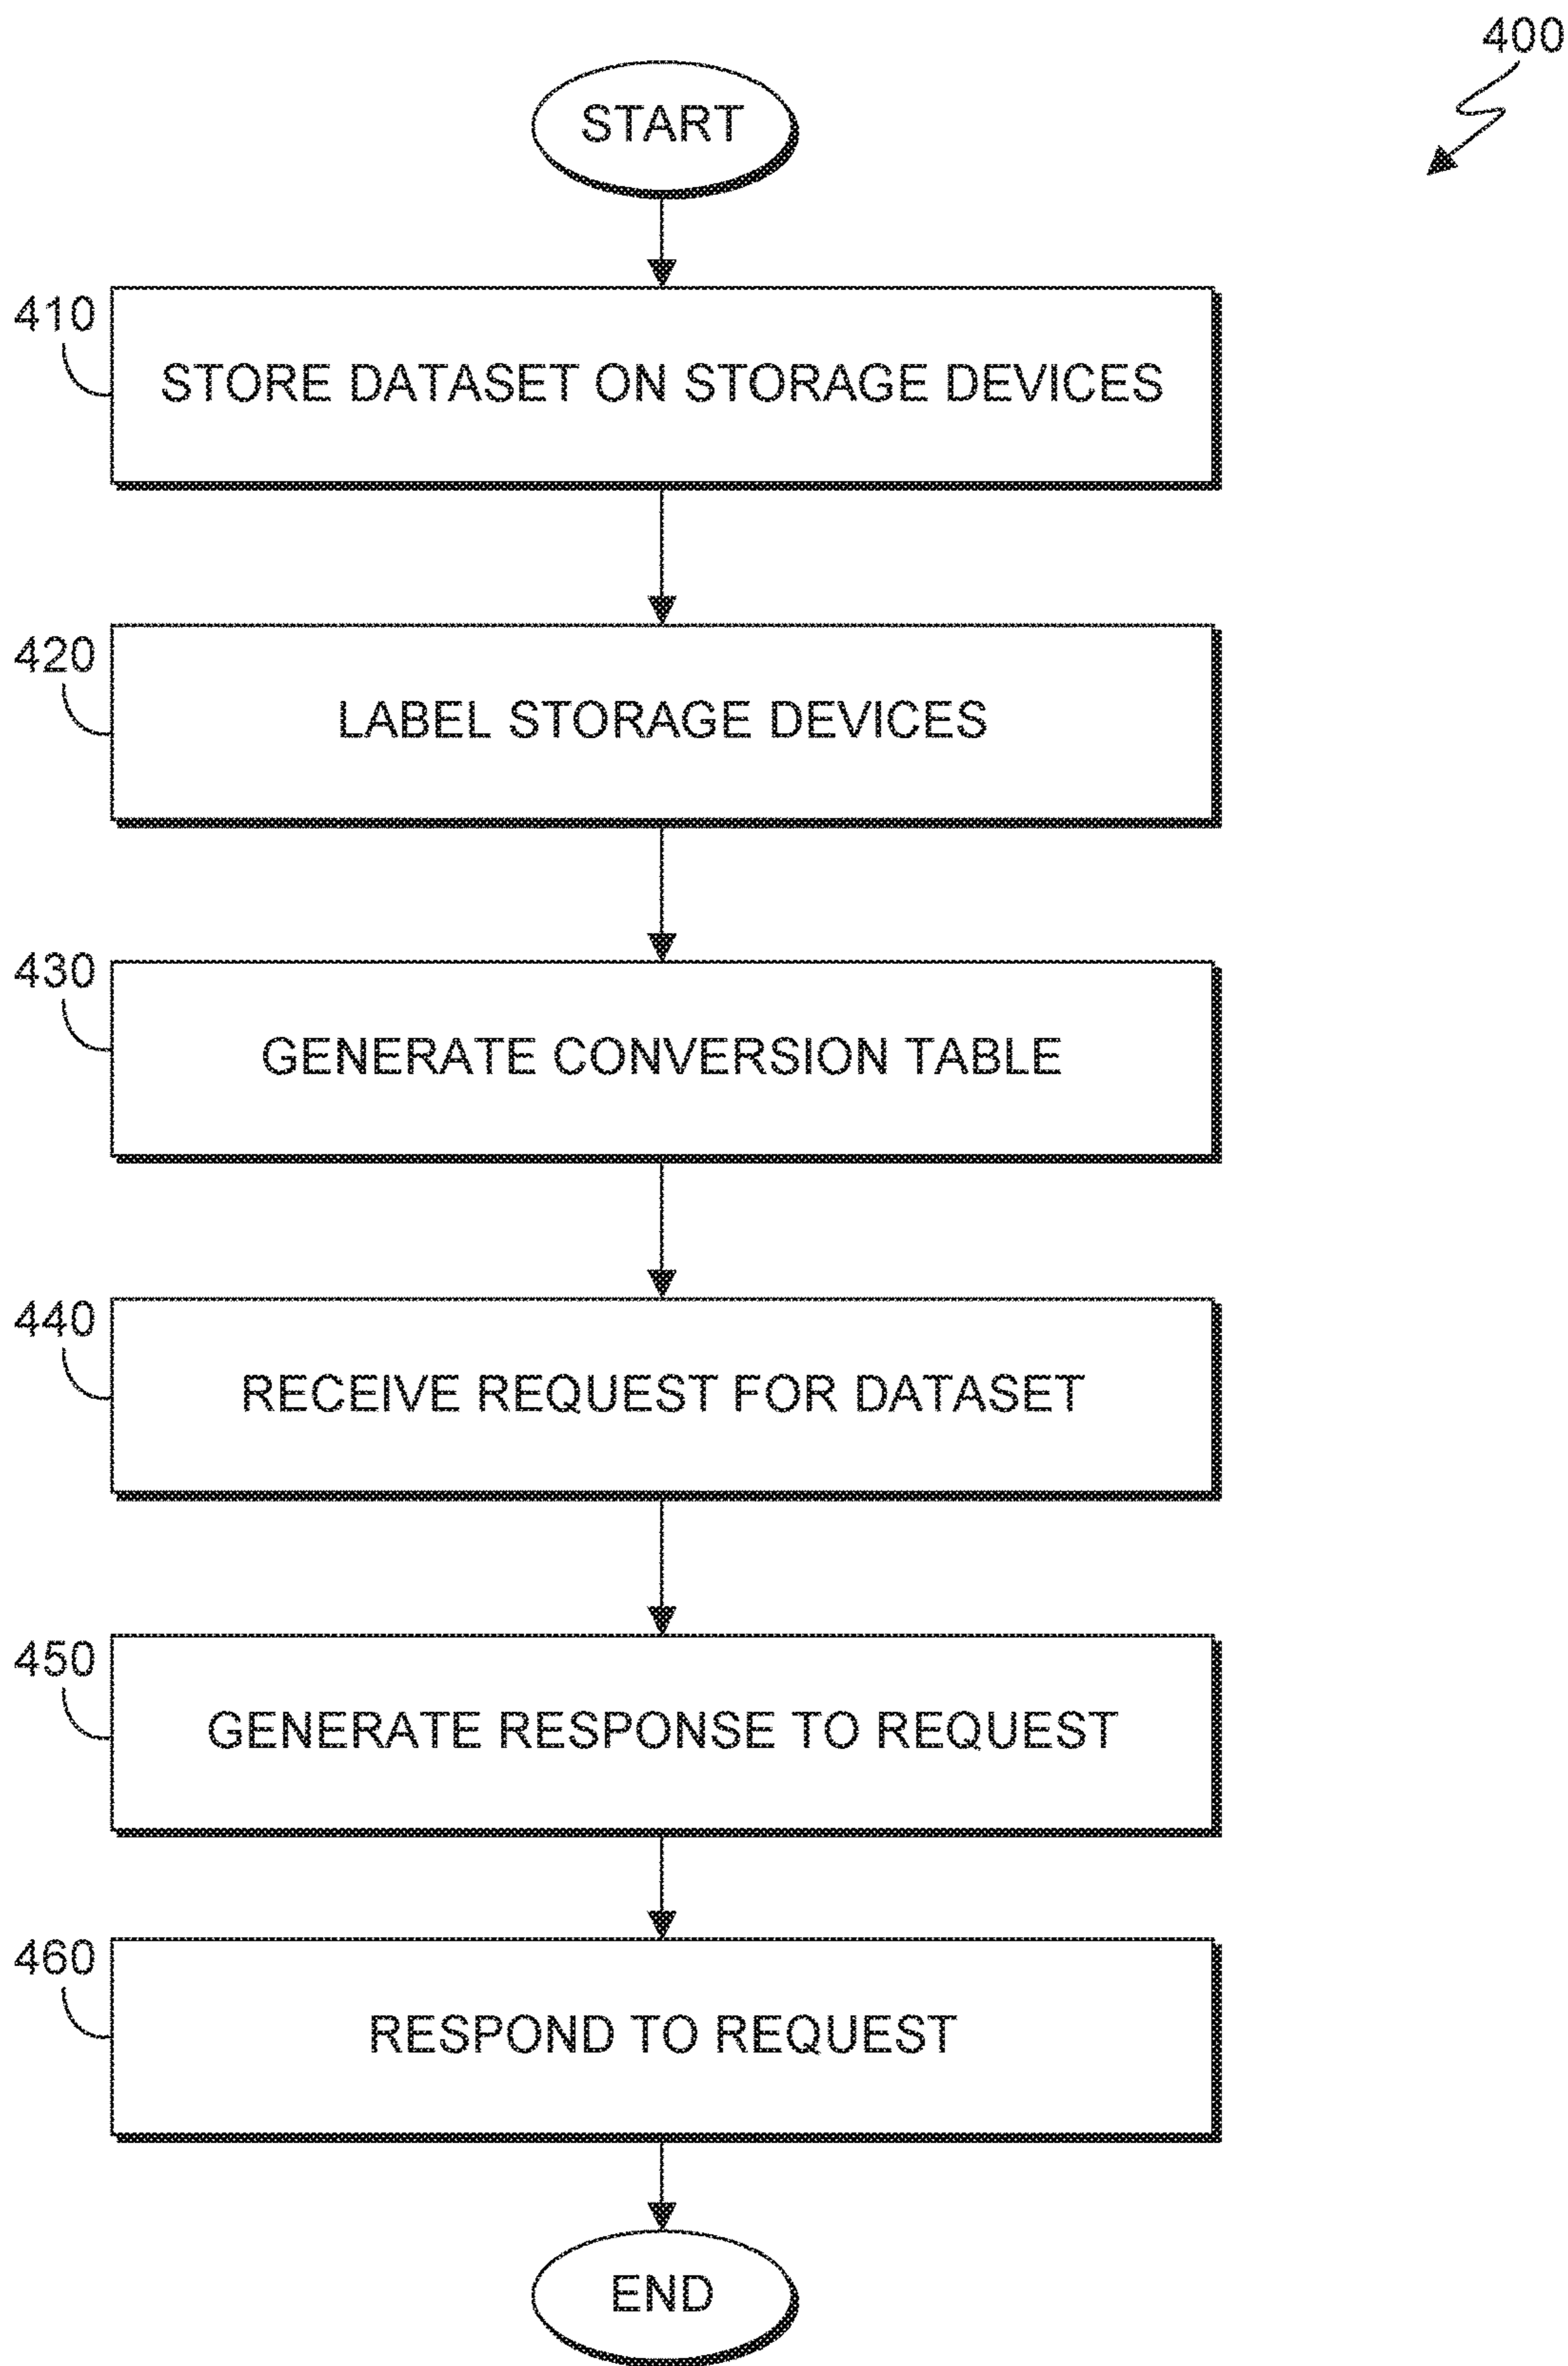 400
START
410
STORE DATASET ON STORAGE DEVICES
420
LABEL STORAGE DEVICES
430
GENERATE CONVERSION TABLE
440
RECEIVE REQUEST FOR DATASET
450
GENERATE RESPONSE TO REQUEST
460
RESPOND TO REQUEST
END